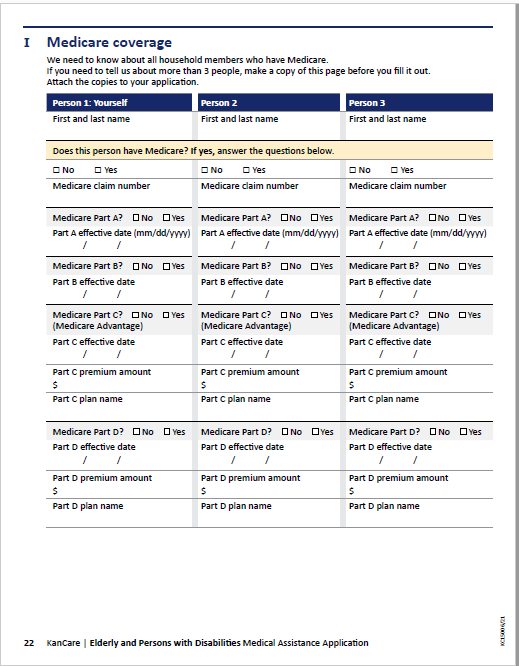 I Medicare coverage
We need to know about all household members who have Medicare.
If you need to tell us about more than 3 people, make a copy of this page before you fill it out.
Attach the copies to your application.
Person 1: Yourself Person 2 Person 3
First and last name First and last name First and last name
Does this person have Medicare? If yes, answer the questions below.
☐ No ☐ Yes ☐ No ☐ Yes ☐ No ☐ Yes
Medicare claim number Medicare claim number Medicare claim number
Medicare Part A? ☐ No ☐ Yes Medicare Part A? ☐ No ☐ Yes Medicare Part A? ☐ No ☐ Yes
Part A effective date (mm/dd/yyyy) Part A effective date (mm/dd/yyyy) Part A effective date (mm/dd/yyyy)
/ / / / / /
Medicare Part B? ☐ No ☐ Yes Medicare Part B? ☐ No ☐ Yes Medicare Part B? ☐ No ☐ Yes
Part B effective date Part B effective date Part B effective date
/ / / / / /
Medicare Part C? ☐ No ☐ Yes Medicare Part C? ☐ No ☐ Yes Medicare Part C? ☐ No ☐ Yes
(Medicare Advantage) (Medicare Advantage) (Medicare Advantage)
Part C effective date Part C effective date Part C effective date
/ / / / / /
Part C premium amount Part C premium amount Part C premium amount
$ $ $
Part C plan name Part C plan name Part C plan name
Medicare Part D? ☐ No ☐ Yes Medicare Part D? ☐ No ☐ Yes Medicare Part D? ☐ No ☐ Yes
Part D effective date Part D effective date Part D effective date
/ / / / / /
Part D premium amount Part D premium amount Part D premium amount
$ $ $
Part D plan name Part D plan name Part D plan name
22 KanCare | Elderly and Persons with Disabilities Medical Assistance Application